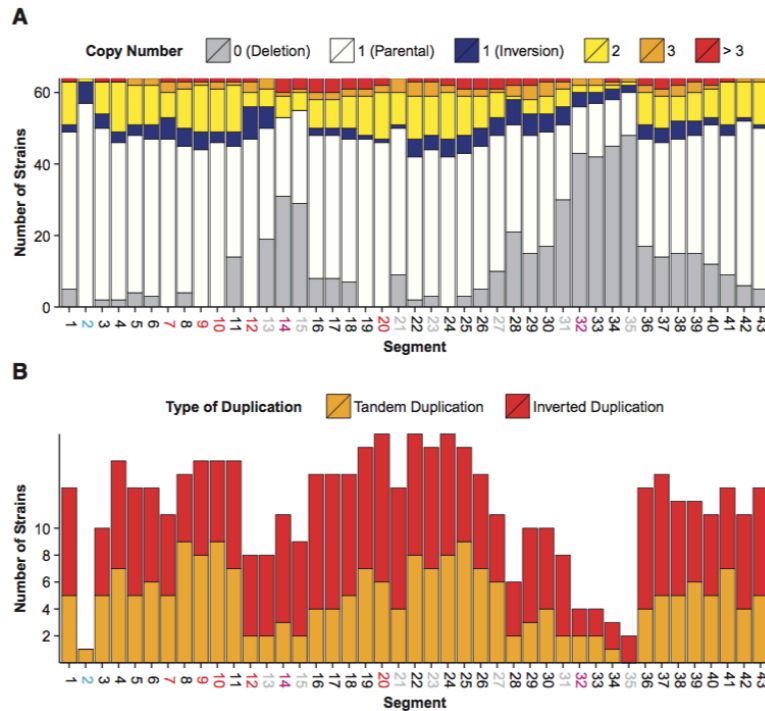 A
Copy Number 0 (Deletion) 1 (Parental) 1 (Inversion) 2 3 > 3
Number of Strains
60
40
20
0
1 2 3 4 5 6 7 8 9 10 11 12 13 14 15 16 17 18 19 20 21 22 23 24 25 26 27 28 29 30 31 32 33 34 35 36 37 38 39 40 41 42 43
Segment
B
Type of Duplication Tandem Duplication Inverted Duplication
Number of Strains
10
8
6
4
2
1 2 3 4 5 6 7 8 9 10 11 12 13 14 15 16 17 18 19 20 21 22 23 24 25 26 27 28 29 30 31 32 33 34 35 36 37 38 39 40 41 42 43
Segment